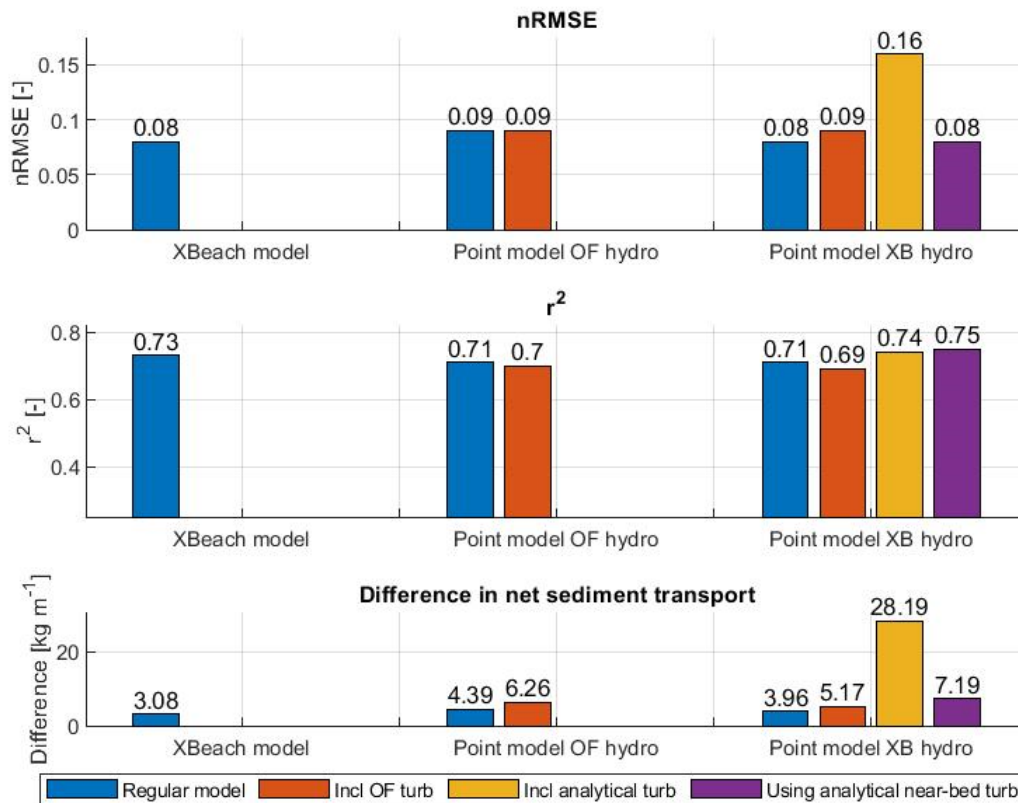 nRMSE
nRMSE [-]
0.15
0.1
0.05
0
0.08
0.09 0.09
0.08 0.09 0.16 0.08
XBeach model Point model OF hydro Point model XB hydro
r²
r² [-]
0.8
0.6
0.4
0.73
0.71 0.7
0.71 0.69 0.74 0.75
XBeach model Point model OF hydro Point model XB hydro
Difference in net sediment transport
Difference [kg m⁻¹]
20
0
3.08
4.39 6.26
3.96 5.17 28.19 7.19
XBeach model Point model OF hydro Point model XB hydro
Regular model Incl OF turb Incl analytical turb Using analytical near-bed turb